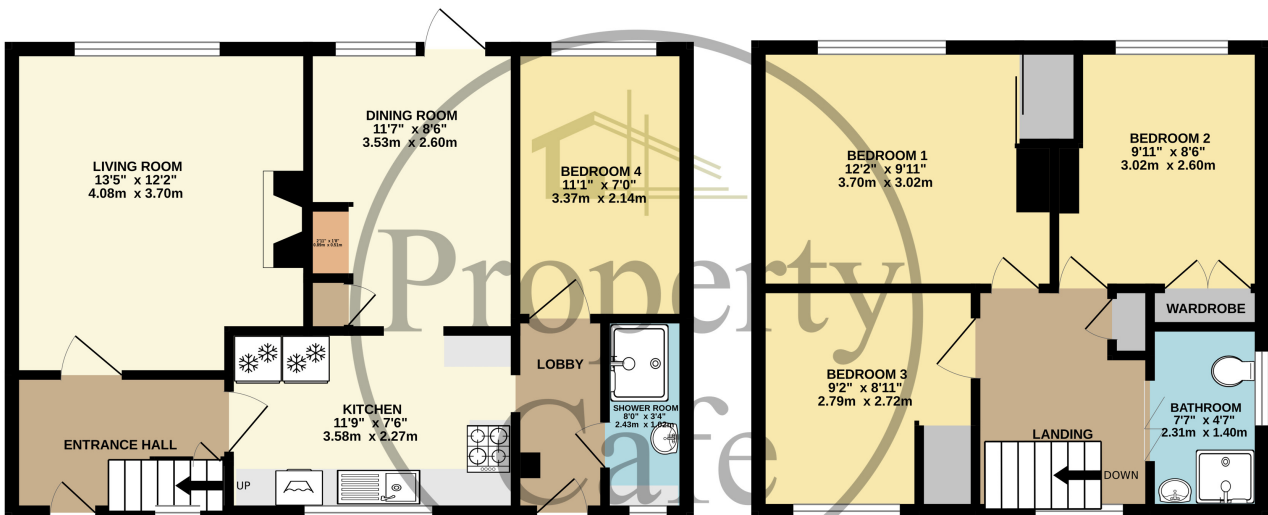 LIVING ROOM
13'5" x 12'2"
4.08m x 3.70m
DINING ROOM
11'7" x 8'6"
3.53m x 2.60m
BEDROOM 4
11'1" x 7'0"
3.37m x 2.14m
ENTRANCE HALL
UP
KITCHEN
11'9" x 7'6"
3.58m x 2.27m
LOBBY
SHOWER ROOM
8'0" x 3'4"
2.43m x 1.02m
BEDROOM 1
12'2" x 9'11"
3.70m x 3.02m
BEDROOM 2
9'11" x 8'6"
3.02m x 2.60m
WARDROBE
BEDROOM 3
9'2" x 8'11"
2.79m x 2.72m
LANDING
DOWN
BATHROOM
7'7" x 4'7"
2.31m x 1.40m
Property
Cafe